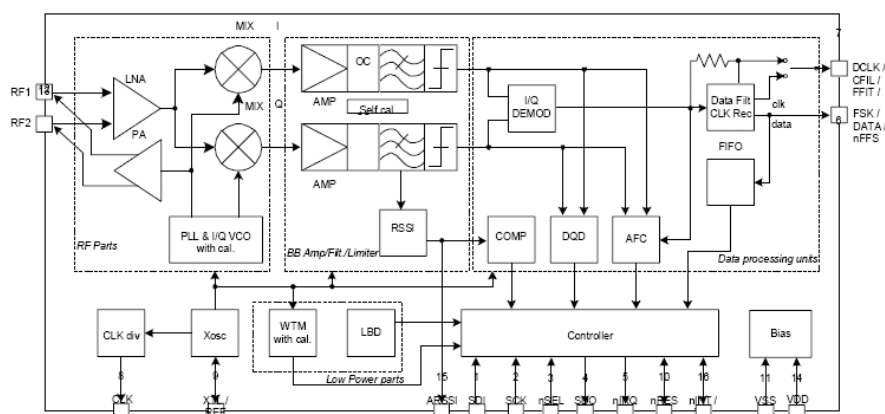 MIX I
7
RF1
12
LNA
OC
DCLK /
CFIL /
FFIT /
AMP
MIX Q
Self cal.
I/Q
DEMOD
Data Filt
CLK Rec
clk
data
6
FSK /
DATA /
nFFS
RF2
PA
FIFO
AMP
PLL & I/Q VCO
with cal.
RSSI
COMP
DQD
AFC
RF Parts
BB Amp/Filt./Limiter
Data processing units
CLK div
Xosc
WTM
with cal.
LBD
Controller
Bias
Low Power parts
8
9
15
1
2
3
4
5
10
16
11
14
CLK
XTL /
REF
ARSSI
SDI
SCK
nSEL
SDO
nIRQ
nRES
nINT /
VSS
VDD